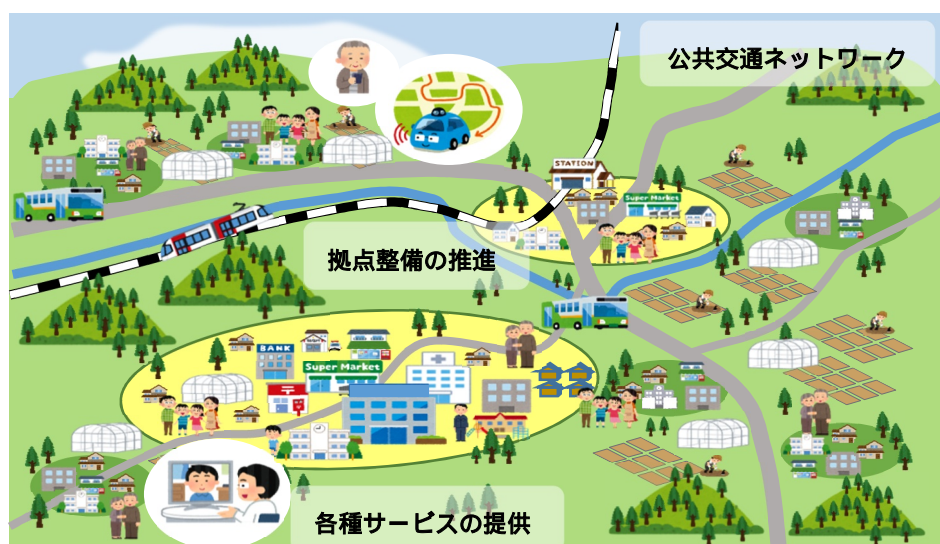 公共交通ネットワーク
STATION
Super Market
拠点整備の推進
BANK
Super Market
各種サービスの提供